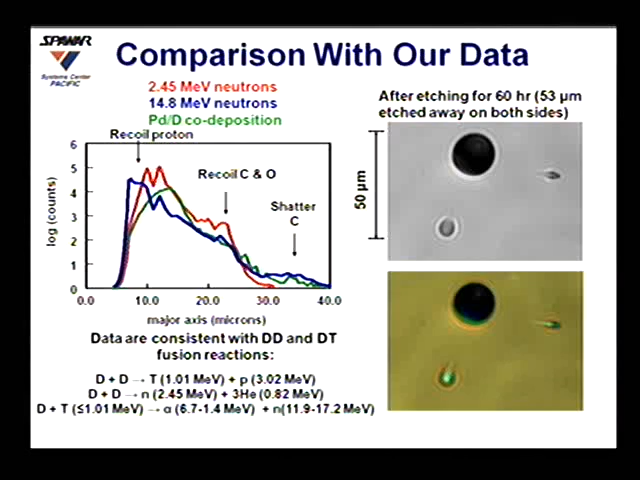 SPAWAR
Systems Center
PACIFIC
Comparison With Our Data
2.45 MeV neutrons
14.8 MeV neutrons
Pd/D co-deposition
Recoil proton
Recoil C & O
Shatter
C
log (counts)
6
5
4
3
2
1
0
0.0 10.0 20.0 30.0 40.0
major axis (microns)
Data are consistent with DD and DT
fusion reactions:
D + D → T (1.01 MeV) + p (3.02 MeV)
D + D → n (2.45 MeV) + 3He (0.82 MeV)
D + T (≤1.01 MeV) → α (6.7-1.4 MeV) + n(11.9-17.2 MeV)
After etching for 60 hr (53 µm
etched away on both sides)
50 µm